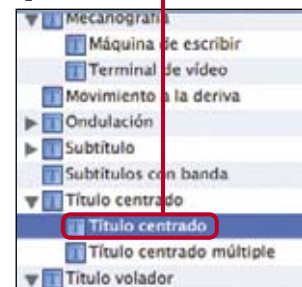 Mecanografía
Máquina de escribir
Terminal de vídeo
Movimiento a la deriva
Ondulación
Subtítulo
Subtítulos con banda
Título centrado
Título centrado
Título centrado múltiple
Título volador